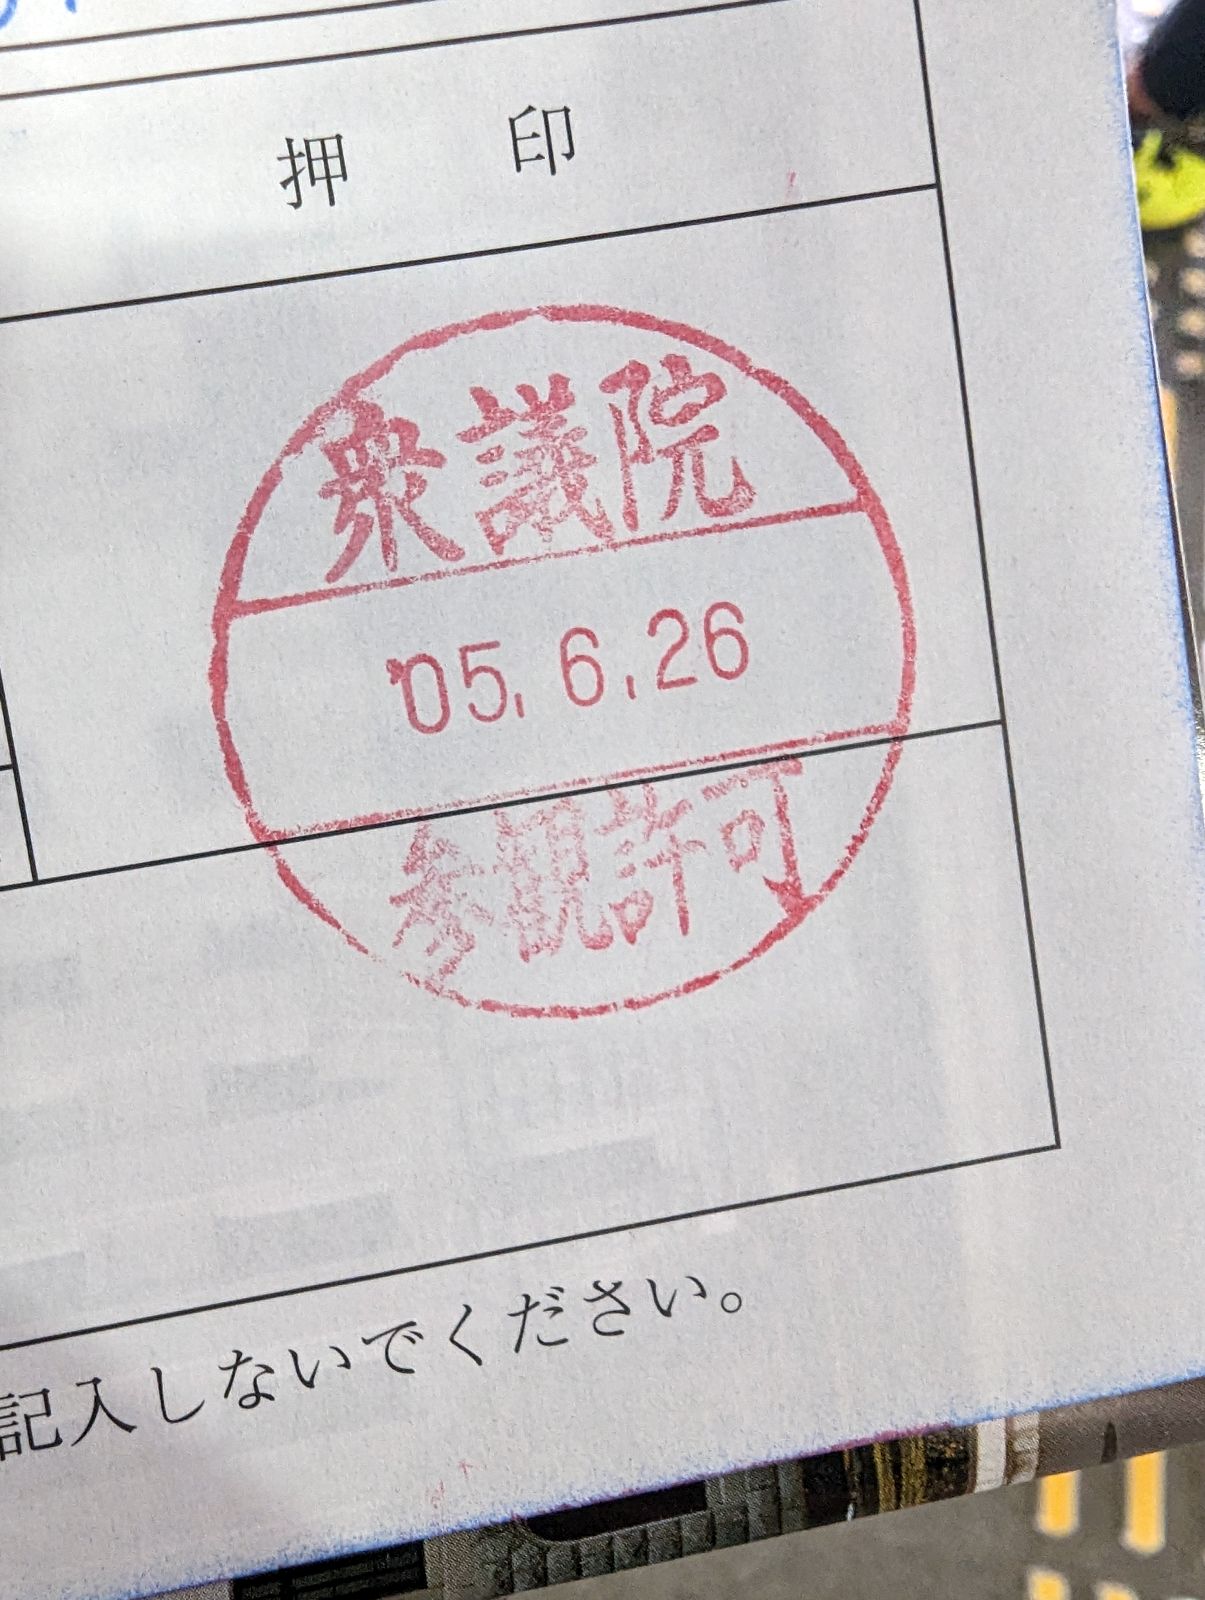 押印
衆議院
'05.6.26
参観許可
記入しないでください。